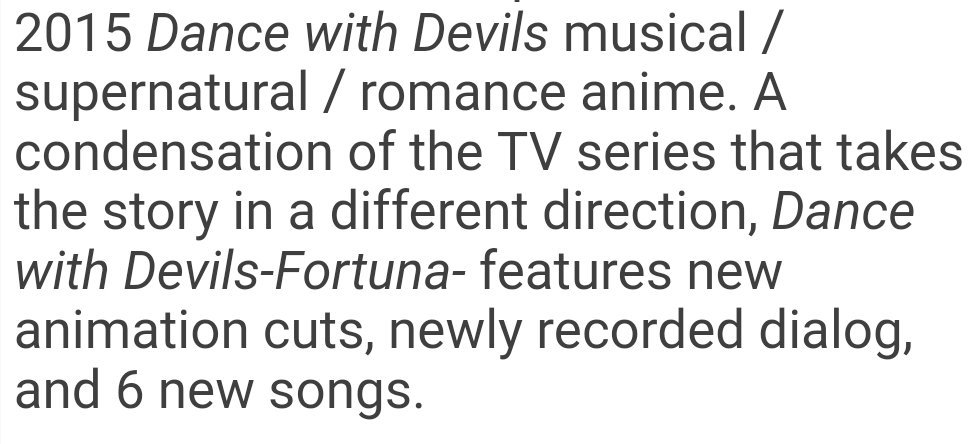 2015 Dance with Devils musical /
supernatural / romance anime. A
condensation of the TV series that takes
the story in a different direction, Dance
with Devils-Fortuna- features new
animation cuts, newly recorded dialog,
and 6 new songs.